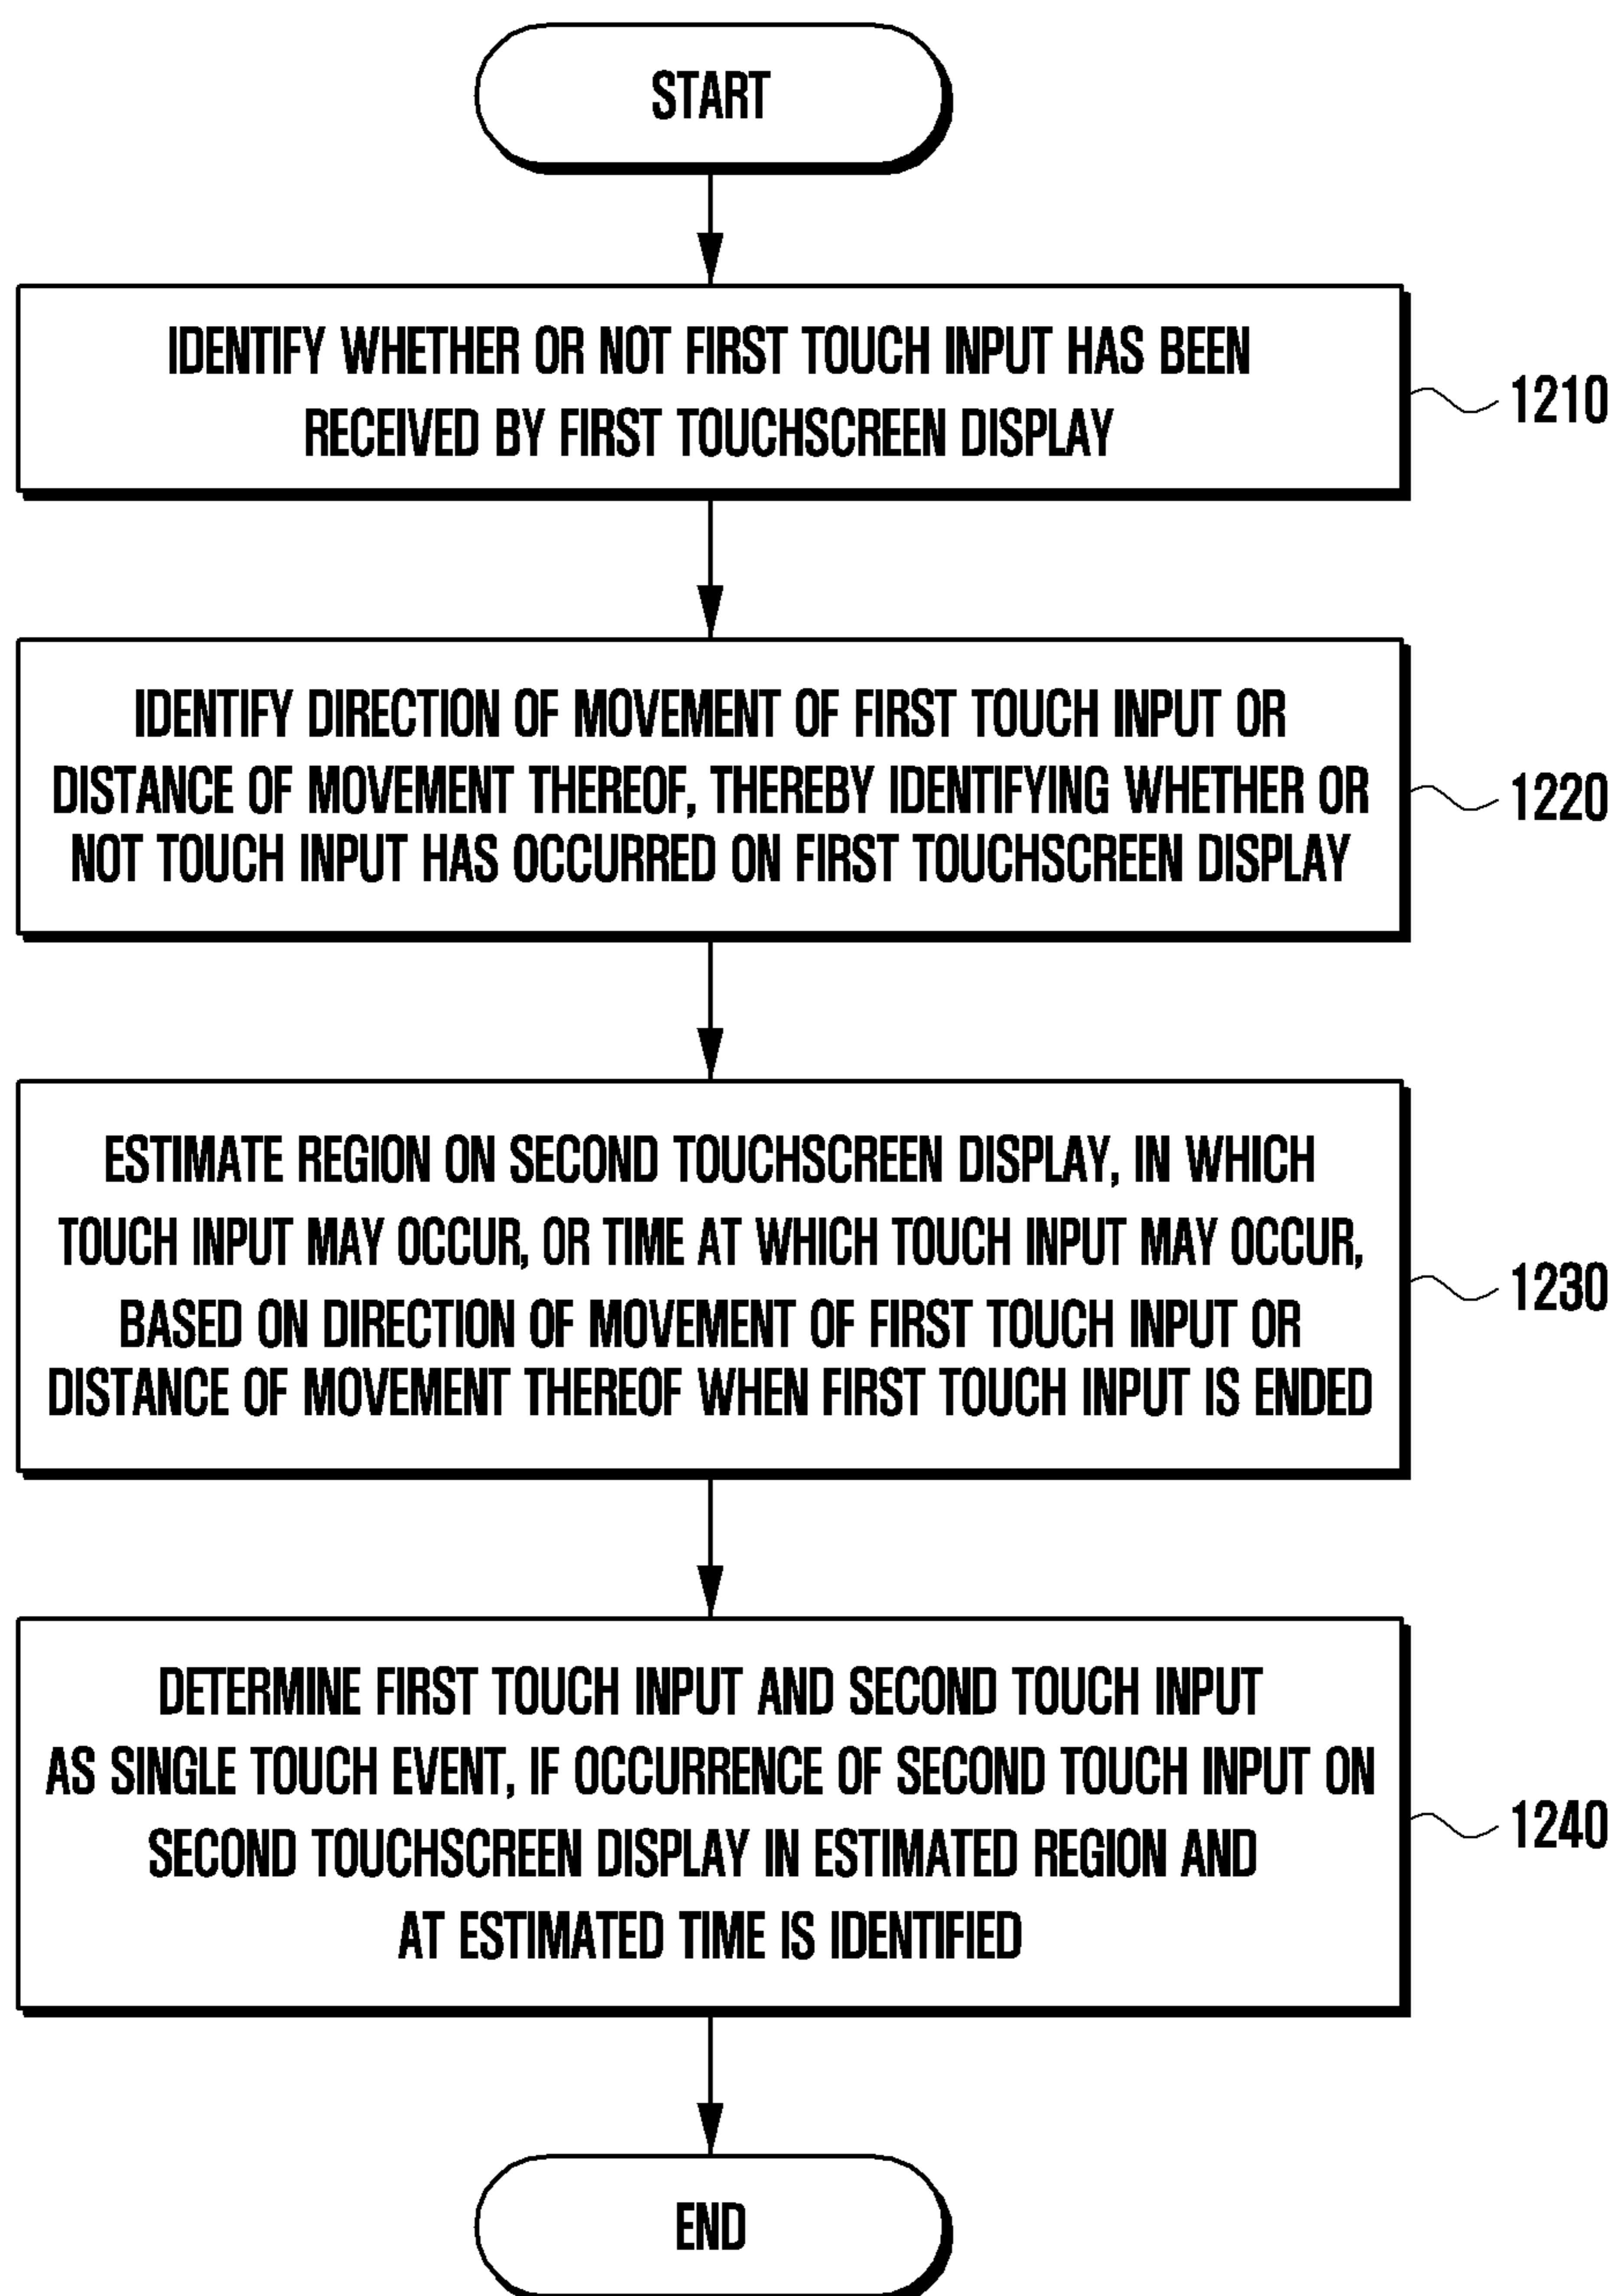 START
IDENTIFY WHETHER OR NOT FIRST TOUCH INPUT HAS BEEN
RECEIVED BY FIRST TOUCHSCREEN DISPLAY
1210
IDENTIFY DIRECTION OF MOVEMENT OF FIRST TOUCH INPUT OR
DISTANCE OF MOVEMENT THEREOF, THEREBY IDENTIFYING WHETHER OR
NOT TOUCH INPUT HAS OCCURRED ON FIRST TOUCHSCREEN DISPLAY
1220
ESTIMATE REGION ON SECOND TOUCHSCREEN DISPLAY, IN WHICH
TOUCH INPUT MAY OCCUR, OR TIME AT WHICH TOUCH INPUT MAY OCCUR,
BASED ON DIRECTION OF MOVEMENT OF FIRST TOUCH INPUT OR
DISTANCE OF MOVEMENT THEREOF WHEN FIRST TOUCH INPUT IS ENDED
1230
DETERMINE FIRST TOUCH INPUT AND SECOND TOUCH INPUT
AS SINGLE TOUCH EVENT, IF OCCURRENCE OF SECOND TOUCH INPUT ON
SECOND TOUCHSCREEN DISPLAY IN ESTIMATED REGION AND
AT ESTIMATED TIME IS IDENTIFIED
1240
END